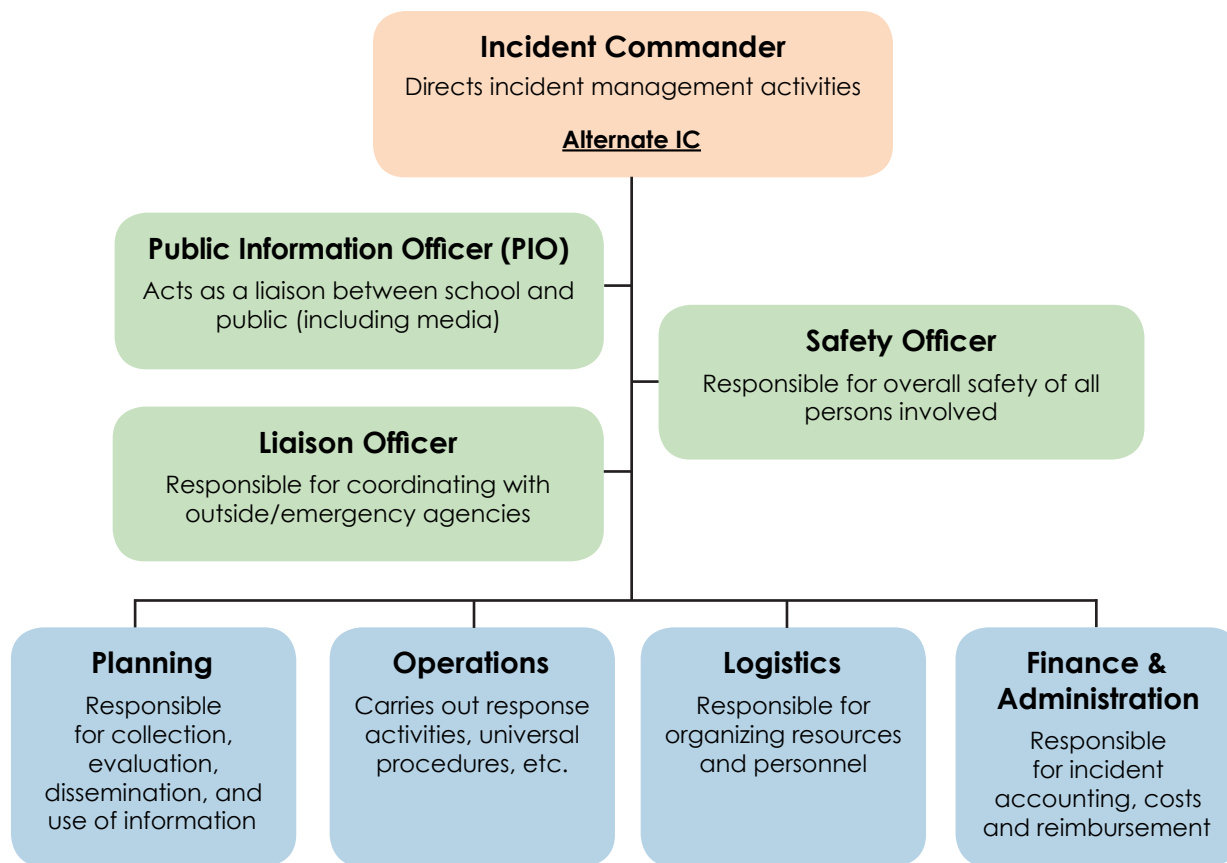 Incident Commander
Directs incident management activities
Alternate IC
Public Information Officer (PIO)
Acts as a liaison between school and
public (including media)
Safety Officer
Responsible for overall safety of all
persons involved
Liaison Officer
Responsible for coordinating with
outside/emergency agencies
Planning
Responsible
for collection,
evaluation,
dissemination, and
use of information
Operations
Carries out response
activities, universal
procedures, etc.
Logistics
Responsible for
organizing resources
and personnel
Finance &
Administration
Responsible
for incident
accounting, costs
and reimbursement